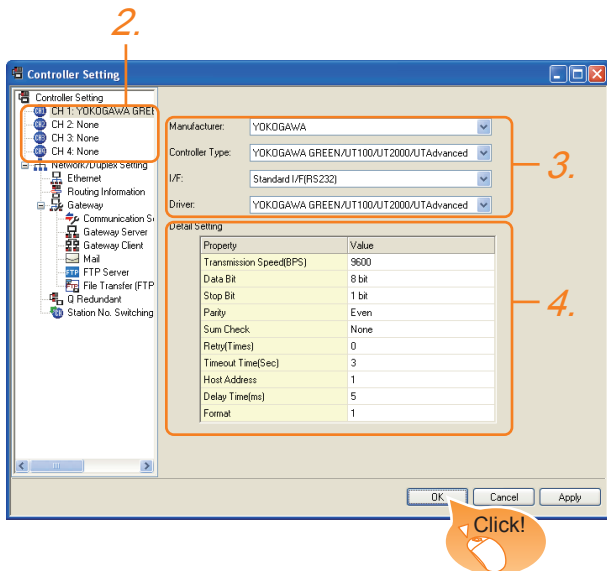 2.
Controller Setting
Controller Setting
CH 1: YOKOGAWA GREE
CH 2: None
CH 3: None
CH 4: None
Network/Duplex Setting
Ethernet
Routing Information
Gateway
Communication S
Gateway Server
Gateway Client
Mail
FTP FTP Server
File Transfer (FTP
Q Redundant
Station No. Switching
Manufacturer: YOKOGAWA
Controller Type: YOKOGAWA GREEN/UT100/UT2000/UTAdvanced
I/F: Standard I/F(RS232)
Driver: YOKOGAWA GREEN/UT100/UT2000/UTAdvanced
3.
Detail Setting
Property Value
Transmission Speed(BPS) 9600
Data Bit 8 bit
Stop Bit 1 bit
Parity Even
Sum Check None
Retry(Times) 0
Timeout Time(Sec) 3
Host Address 1
Delay Time(ms) 5
Format 1
4.
OK Cancel Apply
Click!